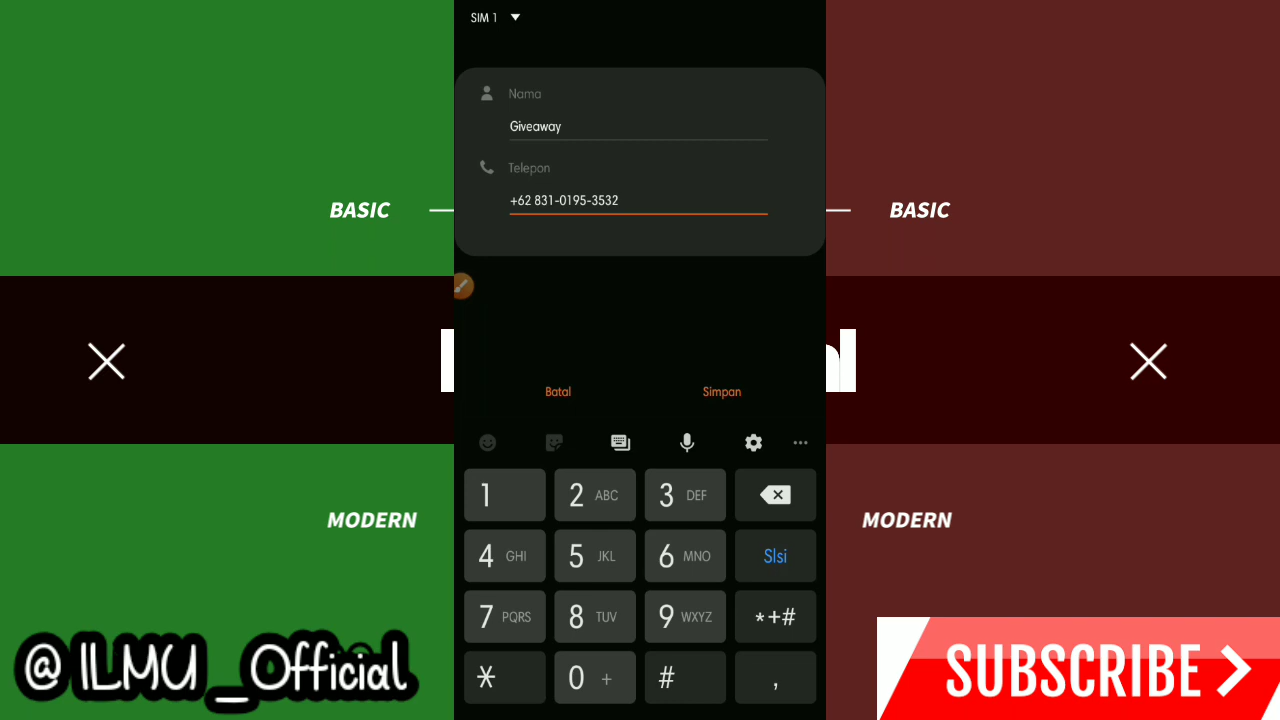 SIM 1
Nama
Giveaway
Telepon
+62 831-0195-3532
BASIC
BASIC
Batal
Simpan
1
2 ABC
3 DEF
4 GHI
5 JKL
6 MNO
Slsi
7 PQRS
8 TUV
9 WXYZ
*+#
*
0 +
#
,
MODERN
MODERN
@ILMU_Official
SUBSCRIBE